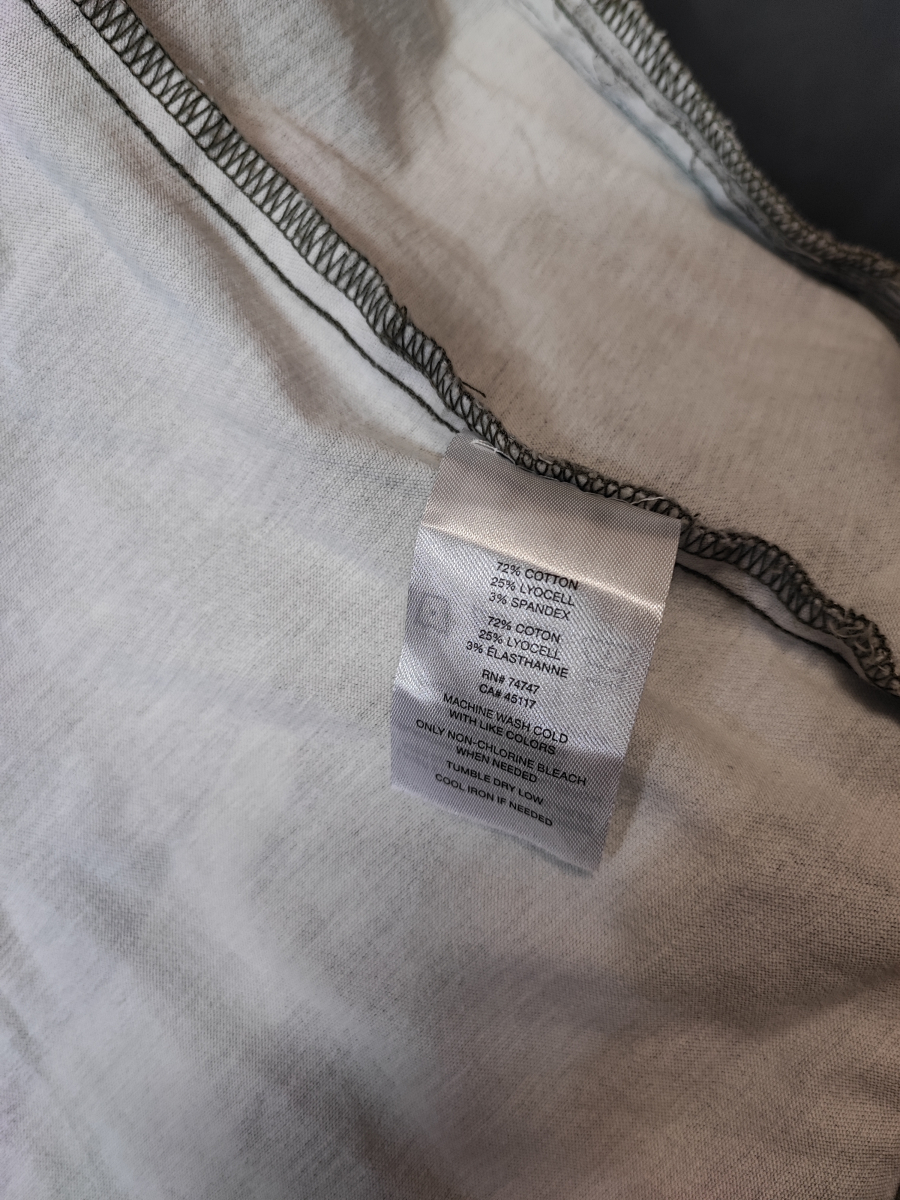 72% COTTON
25% LYOCELL
3% SPANDEX
72% COTON
25% LYOCELL
3% ÉLASTHANNE
RN# 74747
CA# 45117
MACHINE WASH COLD
WITH LIKE COLORS
ONLY NON-CHLORINE BLEACH
WHEN NEEDED
TUMBLE DRY LOW
COOL IRON IF NEEDED